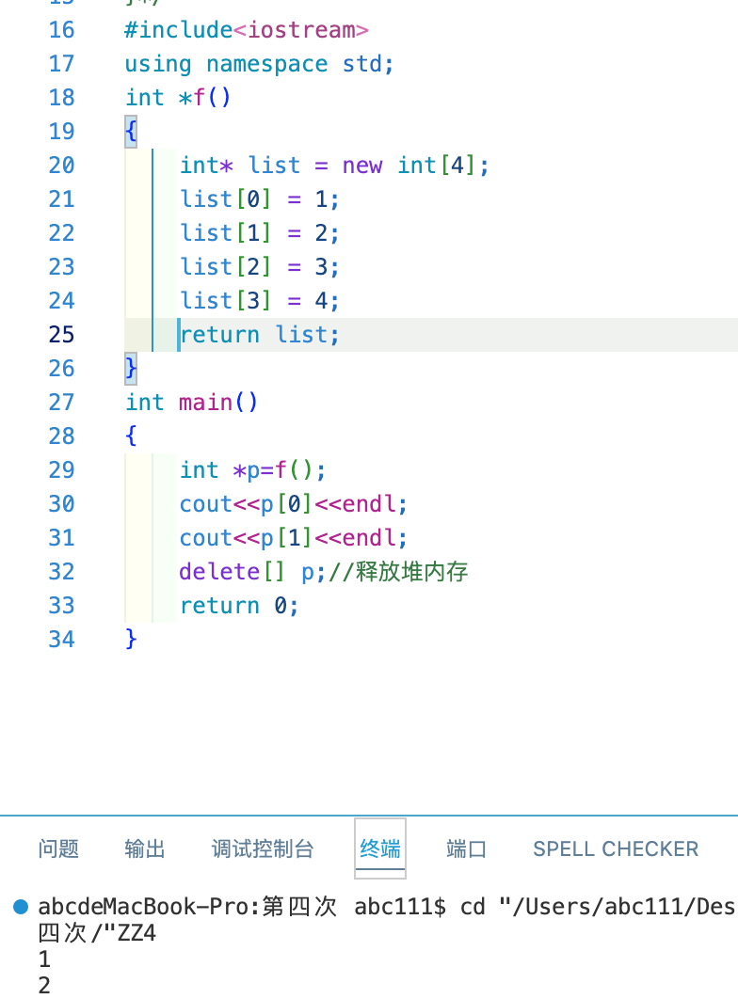 16 #include<iostream>
17 using namespace std;
18 int *f()
19 {
20 int* list = new int[4];
21 list[0] = 1;
22 list[1] = 2;
23 list[2] = 3;
24 list[3] = 4;
25 return list;
26 }
27 int main()
28 {
29 int *p=f();
30 cout<<p[0]<<endl;
31 cout<<p[1]<<endl;
32 delete[] p;//释放堆内存
33 return 0;
34 }
问题 输出 调试控制台 终端 端口 SPELL CHECKER
abcdeMacBook-Pro:第四次 abc111$ cd "/Users/abc111/Des
四次/"ZZ4
1
2